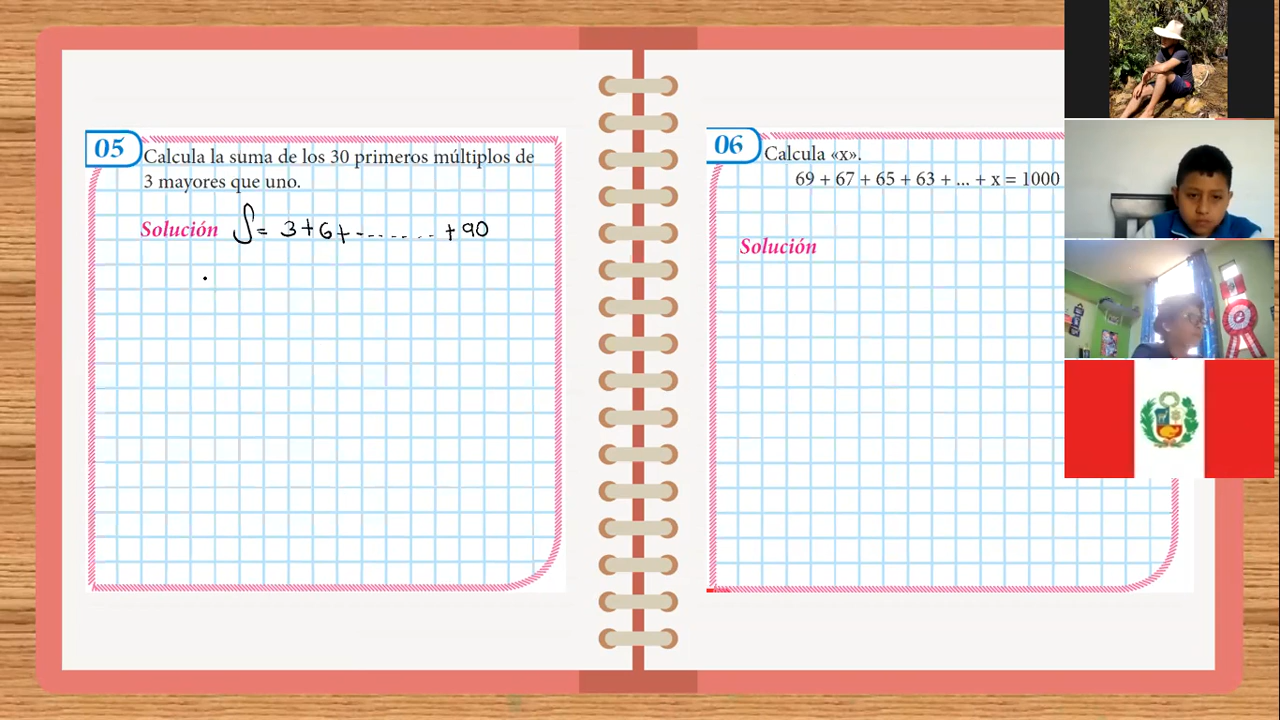 05
Calcula la suma de los 30 primeros múltiplos de
3 mayores que uno.
Solución S = 3+6+........+90
06
Calcula «x».
69 + 67 + 65 + 63 + ... + x = 1000
Solución